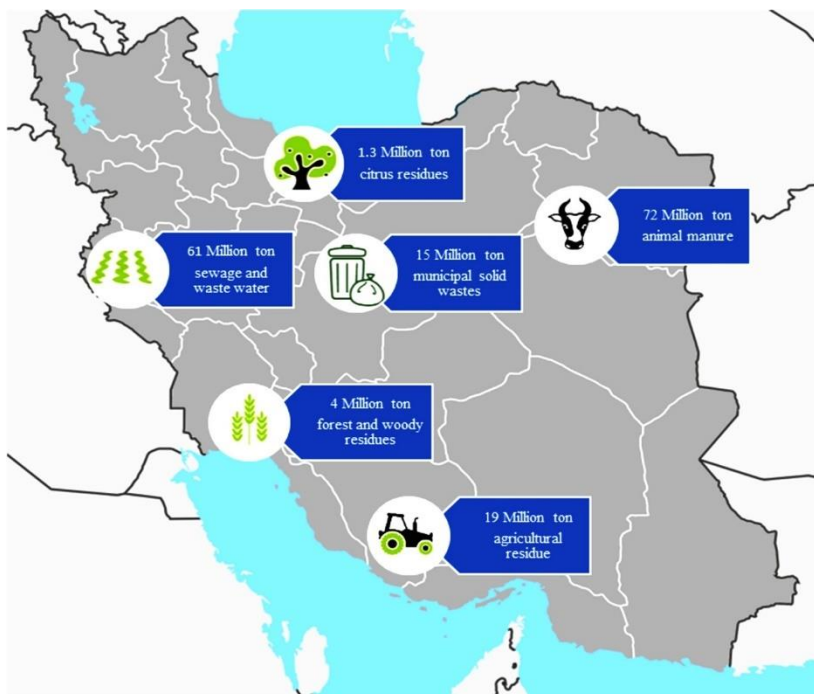 1.3 Million ton
citrus residues
72 Million ton
animal manure
61 Million ton
sewage and
waste water
15 Million ton
municipal solid
wastes
4 Million ton
forest and woody
residues
19 Million ton
agricultural
residue